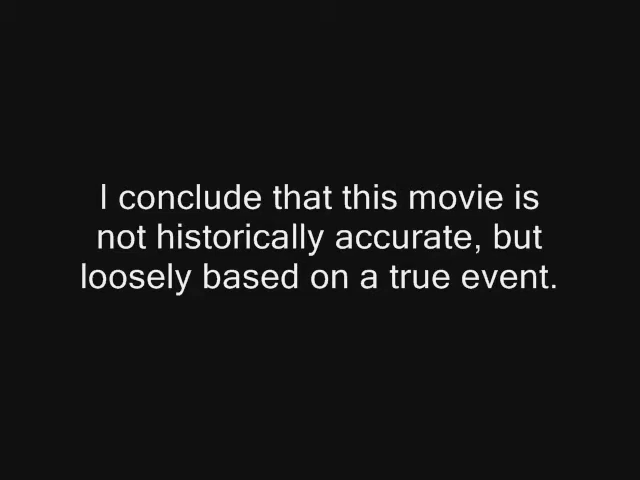 I conclude that this movie is
not historically accurate, but
loosely based on a true event.